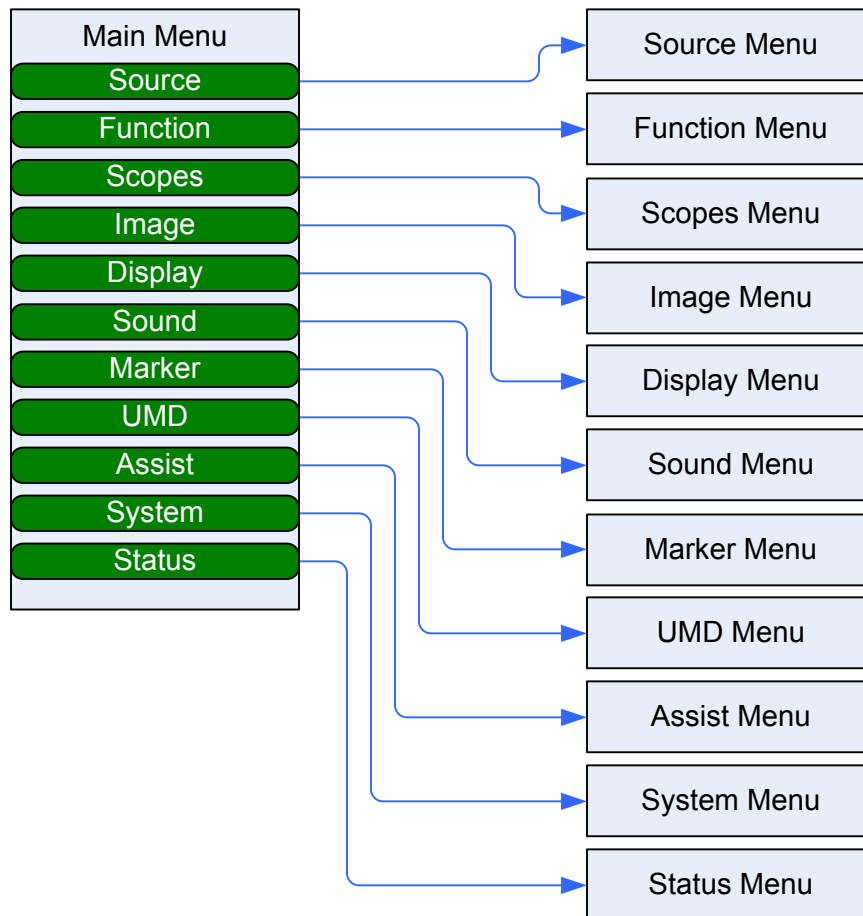 Main Menu
Source
Function
Scopes
Image
Display
Sound
Marker
UMD
Assist
System
Status
Source Menu
Function Menu
Scopes Menu
Image Menu
Display Menu
Sound Menu
Marker Menu
UMD Menu
Assist Menu
System Menu
Status Menu